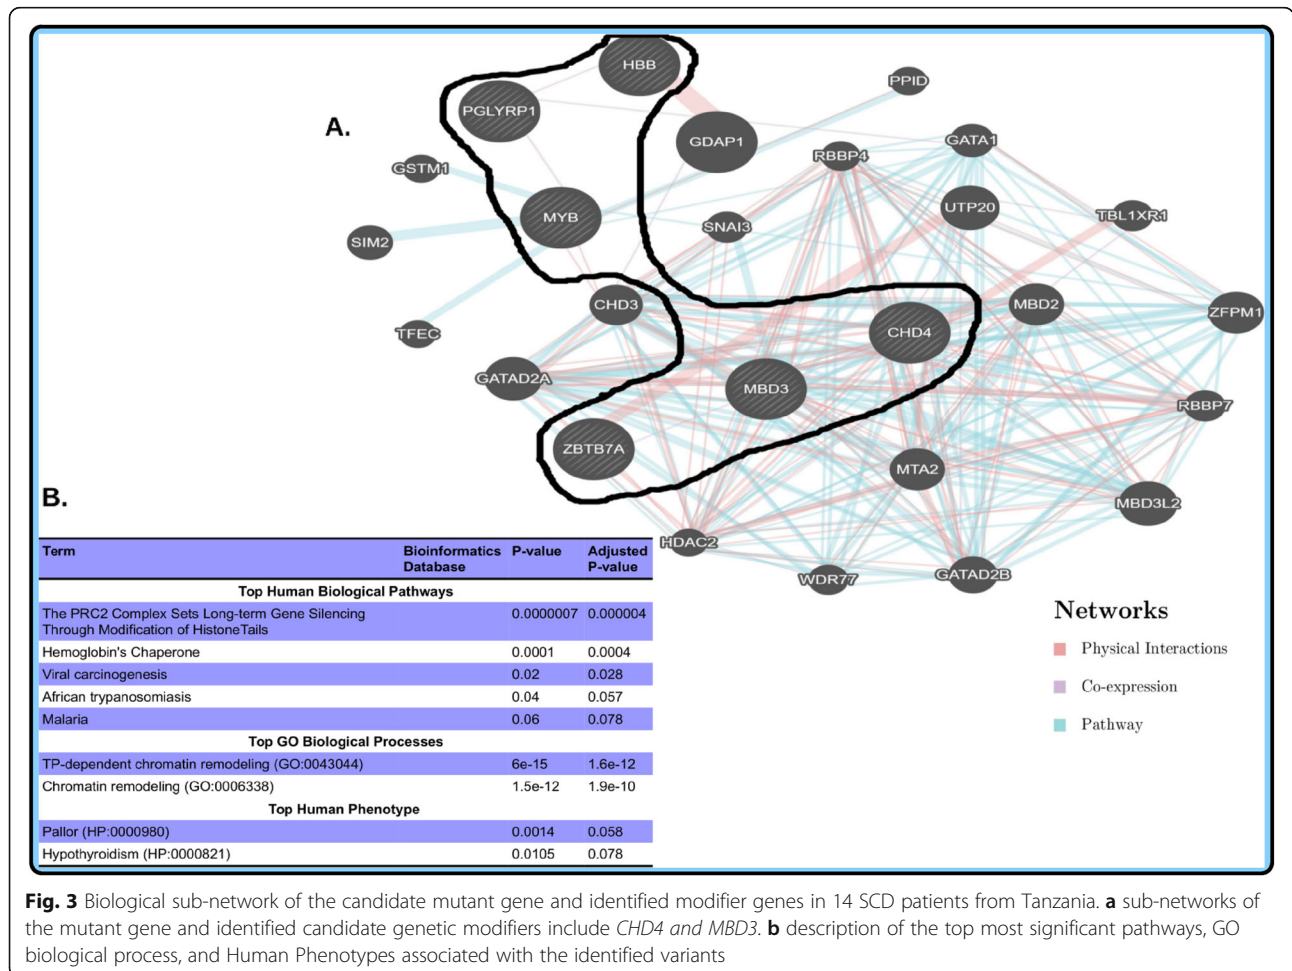 A.
HBB
PPID
PGLYRP1
GDAP1
GATA1
RBBP4
GSTM1
UTP20
TBL1XR1
MYB
SNAI3
SIM2
CHD3
MBD2
ZFPM1
CHD4
TFEC
GATAD2A
MBD3
RBBP7
ZBTB7A
MTA2
MBD3L2
HDAC2
WDR77
GATAD2B
Networks
Physical Interactions
Co-expression
Pathway
B.
Term Bioinformatics Database P-value Adjusted P-value
Top Human Biological Pathways
The PRC2 Complex Sets Long-term Gene Silencing 0.0000007 0.000004
Through Modification of HistoneTails
Hemoglobin's Chaperone 0.0001 0.0004
Viral carcinogenesis 0.02 0.028
African trypanosomiasis 0.04 0.057
Malaria 0.06 0.078
Top GO Biological Processes
TP-dependent chromatin remodeling (GO:0043044) 6e-15 1.6e-12
Chromatin remodeling (GO:0006338) 1.5e-12 1.9e-10
Top Human Phenotype
Pallor (HP:0000980) 0.0014 0.058
Hypothyroidism (HP:0000821) 0.0105 0.078
Fig. 3 Biological sub-network of the candidate mutant gene and identified modifier genes in 14 SCD patients from Tanzania. a sub-networks of
the mutant gene and identified candidate genetic modifiers include CHD4 and MBD3. b description of the top most significant pathways, GO
biological process, and Human Phenotypes associated with the identified variants